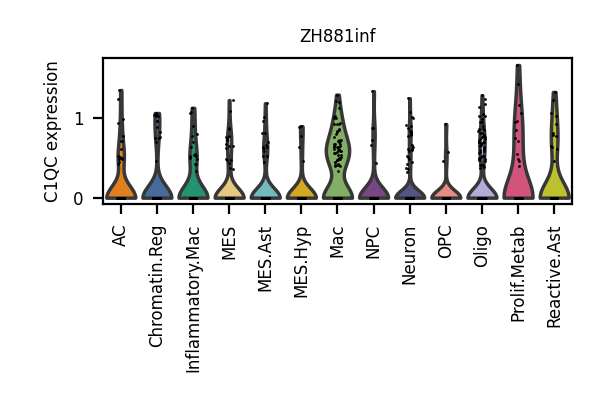 ZH881inf
C1QC expression
1
0
AC
Chromatin.Reg
Inflammatory.Mac
MES
MES.Ast
MES.Hyp
Mac
NPC
Neuron
OPC
Oligo
Prolif.Metab
Reactive.Ast